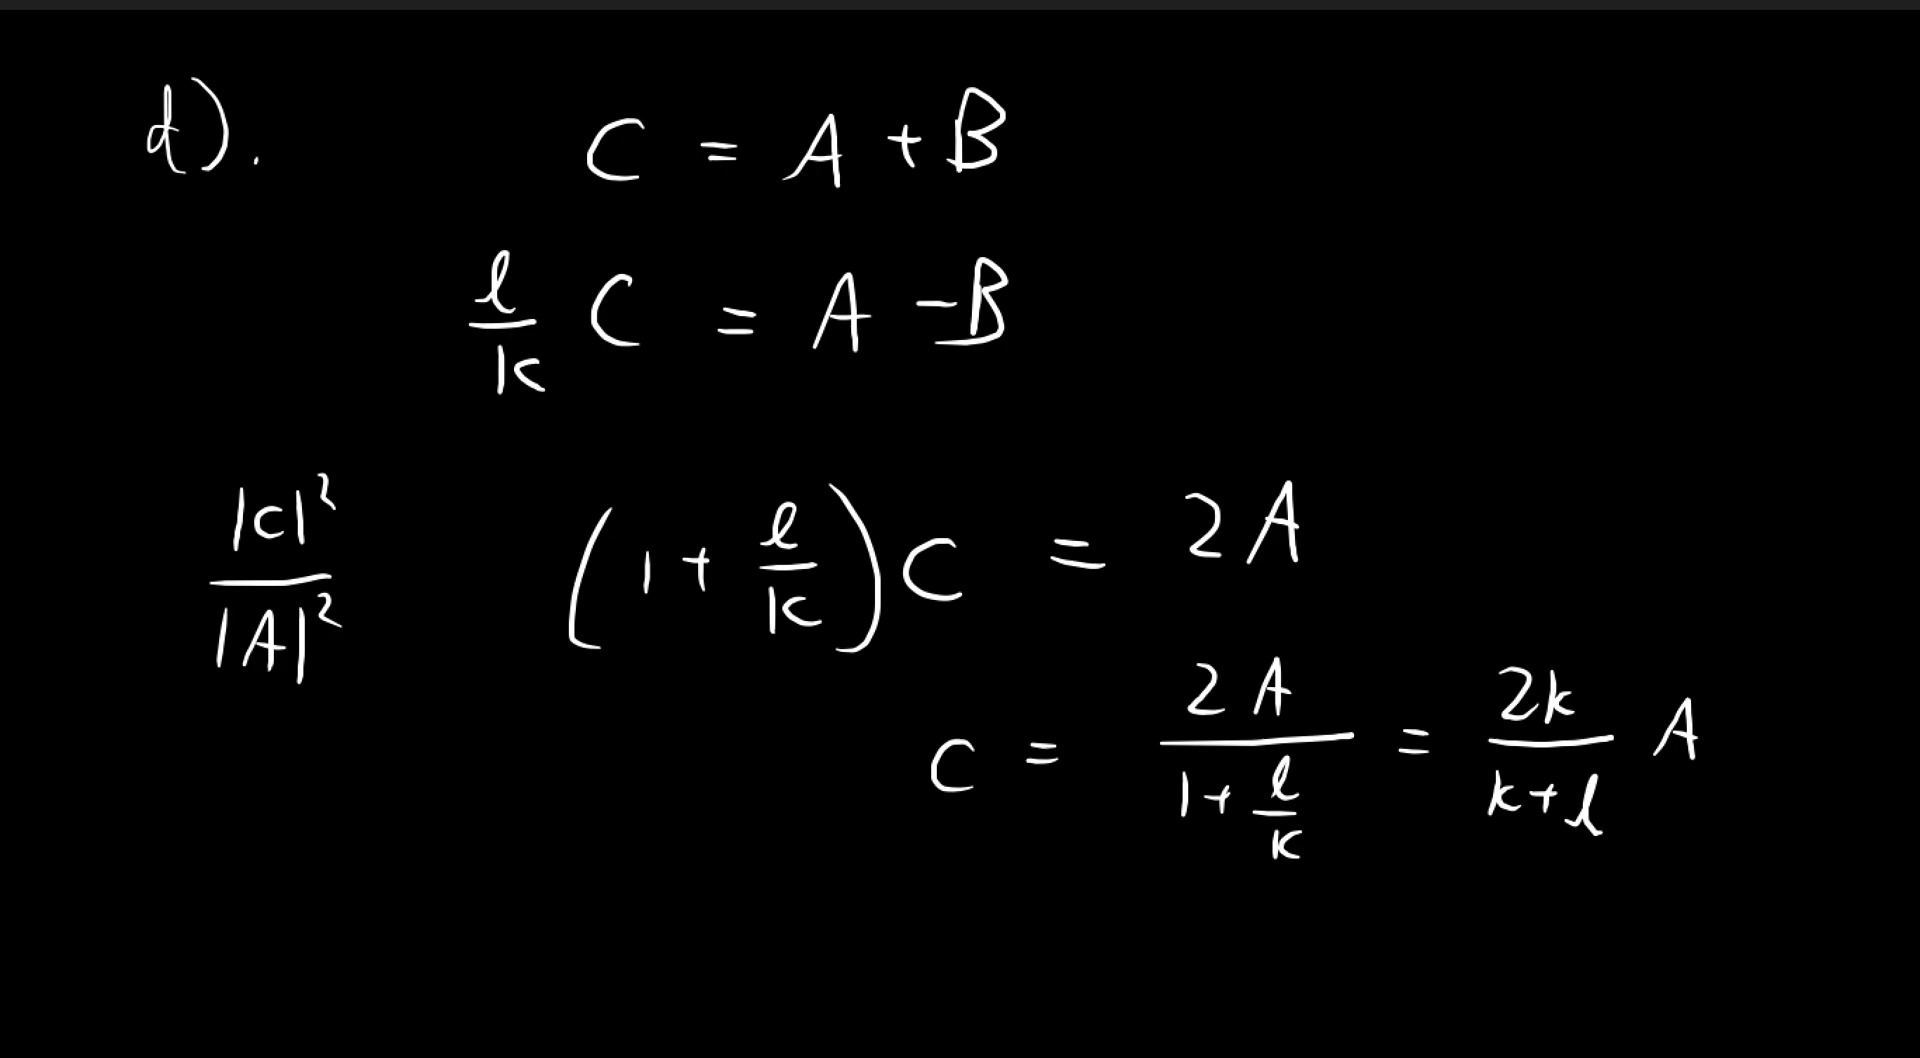 d). C = A + B
l/k C = A - B
|C|²/|A|² (1 + l/k) C = 2A
C = 2A/(1 + l/k) = 2k/(k + l) A